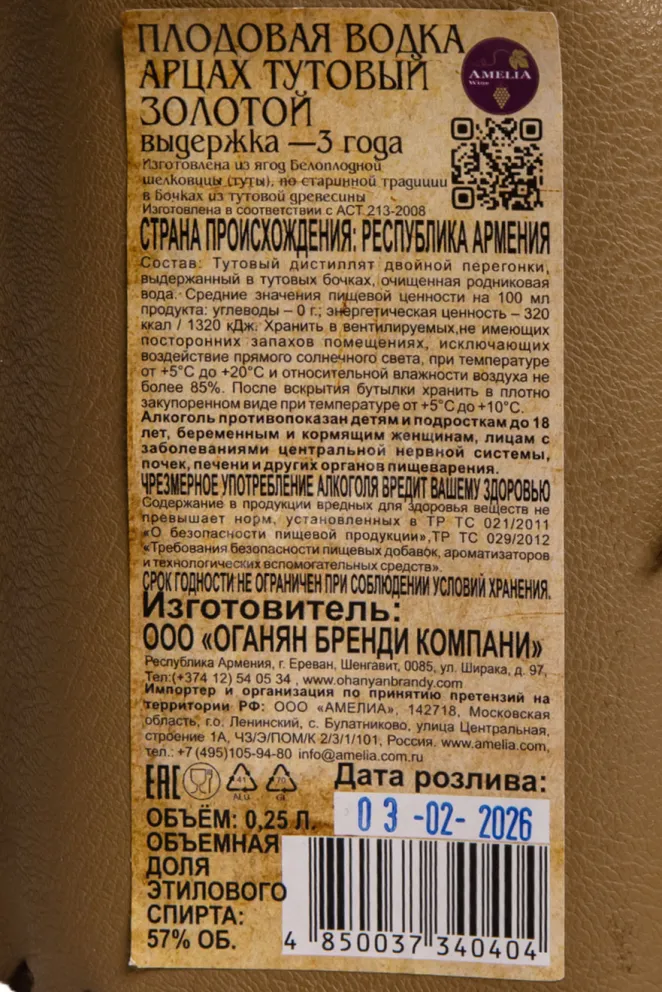 ПЛОДОВАЯ ВОДКА
АРЦАХ ТУТОВЫЙ
ЗОЛОТОЙ
выдержка —3 года
AMELIA
Wine
Изготовлена из ягод Белоплодной
шелковицы (туты), по старинной традиции
в Бочках из тутовой древесины
Изготовлена в соответствии с АСТ 213-2008
СТРАНА ПРОИСХОЖДЕНИЯ: РЕСПУБЛИКА АРМЕНИЯ
Состав: Тутовый дистиллят двойной перегонки,
выдержанный в тутовых бочках, очищенная родниковая
вода. Средние значения пищевой ценности на 100 мл
продукта: углеводы – 0 г.; энергетическая ценность – 320
ккал / 1320 кДж. Хранить в вентилируемых,не имеющих
посторонних запахов помещениях, исключающих
воздействие прямого солнечного света, при температуре
от +5°С до +20°С и относительной влажности воздуха не
более 85%. После вскрытия бутылки хранить в плотно
закупоренном виде при температуре от +5°С до +10°С.
Алкоголь противопоказан детям и подросткам до 18
лет, беременным и кормящим женщинам, лицам с
заболеваниями центральной нервной системы,
почек, печени и других органов пищеварения.
ЧРЕЗМЕРНОЕ УПОТРЕБЛЕНИЕ АЛКОГОЛЯ ВРЕДИТ ВАШЕМУ ЗДОРОВЬЮ
Содержание в продукции вредных для здоровья веществ не
превышает норм, установленных в ТР ТС 021/2011
«О безопасности пищевой продукции»,ТР ТС 029/2012
«Требования безопасности пищевых добавок, ароматизаторов
и технологических вспомогательных средств».
СРОК ГОДНОСТИ НЕ ОГРАНИЧЕН ПРИ СОБЛЮДЕНИИ УСЛОВИЙ ХРАНЕНИЯ.
Изготовитель:
ООО «ОГАНЯН БРЕНДИ КОМПАНИ»
Республика Армения, г. Ереван, Шенгавит, 0085, ул. Ширака, д. 97,
Тел:(+374 12) 54 05 34 , www.ohanyanbrandy.com
Импортер и организация по принятию претензий на
территории РФ: ООО «АМЕЛИА», 142718, Московская
область, г.о. Ленинский, с. Булатниково, улица Центральная,
строение 1А, ЧЗ/Э/ПОМ/К 2/3/1/101, Россия. www.amelia.com,
тел.: +7 (495)105-94-80 info@amelia.com.ru
EAC
41
ALU
70
GL
Дата розлива:
03-02-2026
ОБЪЁМ: 0,25 Л.
ОБЪЕМНАЯ
ДОЛЯ
ЭТИЛОВОГО
СПИРТА:
57% ОБ.
4 850037 340404